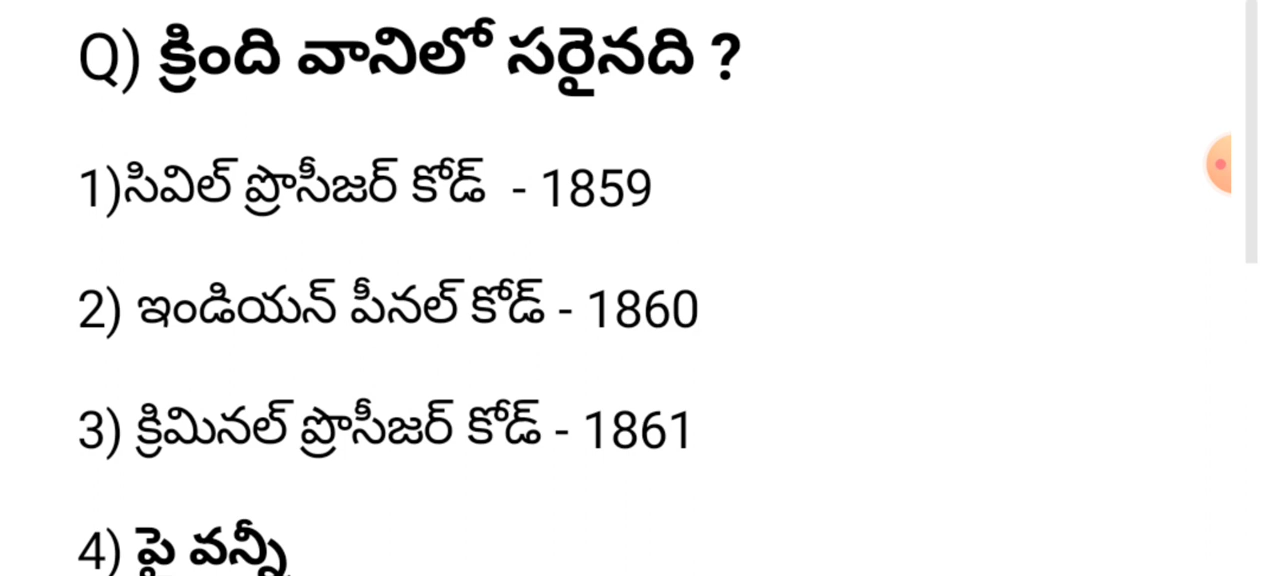 Q) క్రింది వానిలో సరైనది ?
1)సివిల్ ప్రొసీజర్ కోడ్ - 1859
2) ఇండియన్ పీనల్ కోడ్ - 1860
3) క్రిమినల్ ప్రొసీజర్ కోడ్ - 1861
4) పై వన్నీ